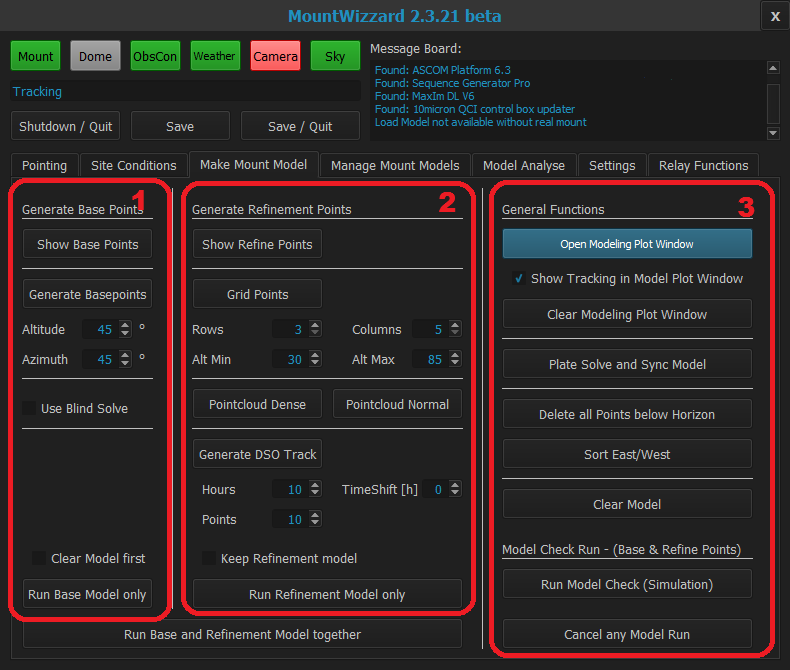 MountWizzard 2.3.21 beta
X
Mount
Dome
ObsCon
Weather
Camera
Sky
Message Board:
Found: ASCOM Platform 6.3
Found: Sequence Generator Pro
Found: MaxIm DL V6
Found: 10micron QCI control box updater
Load Model not available without real mount
Tracking
Shutdown / Quit
Save
Save / Quit
Pointing
Site Conditions
Make Mount Model
Manage Mount Models
Model Analyse
Settings
Relay Functions
1
Generate Base Points
Show Base Points
Generate Basepoints
Altitude 45 °
Azimuth 45 °
Use Blind Solve
Clear Model first
Run Base Model only
2
Generate Refinement Points
Show Refine Points
Grid Points
Rows 3 Columns 5
Alt Min 30 Alt Max 85
Pointcloud Dense
Pointcloud Normal
Generate DSO Track
Hours 10 TimeShift [h] 0
Points 10
Keep Refinement model
Run Refinement Model only
Run Base and Refinement Model together
3
General Functions
Open Modeling Plot Window
Show Tracking in Model Plot Window
Clear Modeling Plot Window
Plate Solve and Sync Model
Delete all Points below Horizon
Sort East/West
Clear Model
Model Check Run - (Base & Refine Points)
Run Model Check (Simulation)
Cancel any Model Run